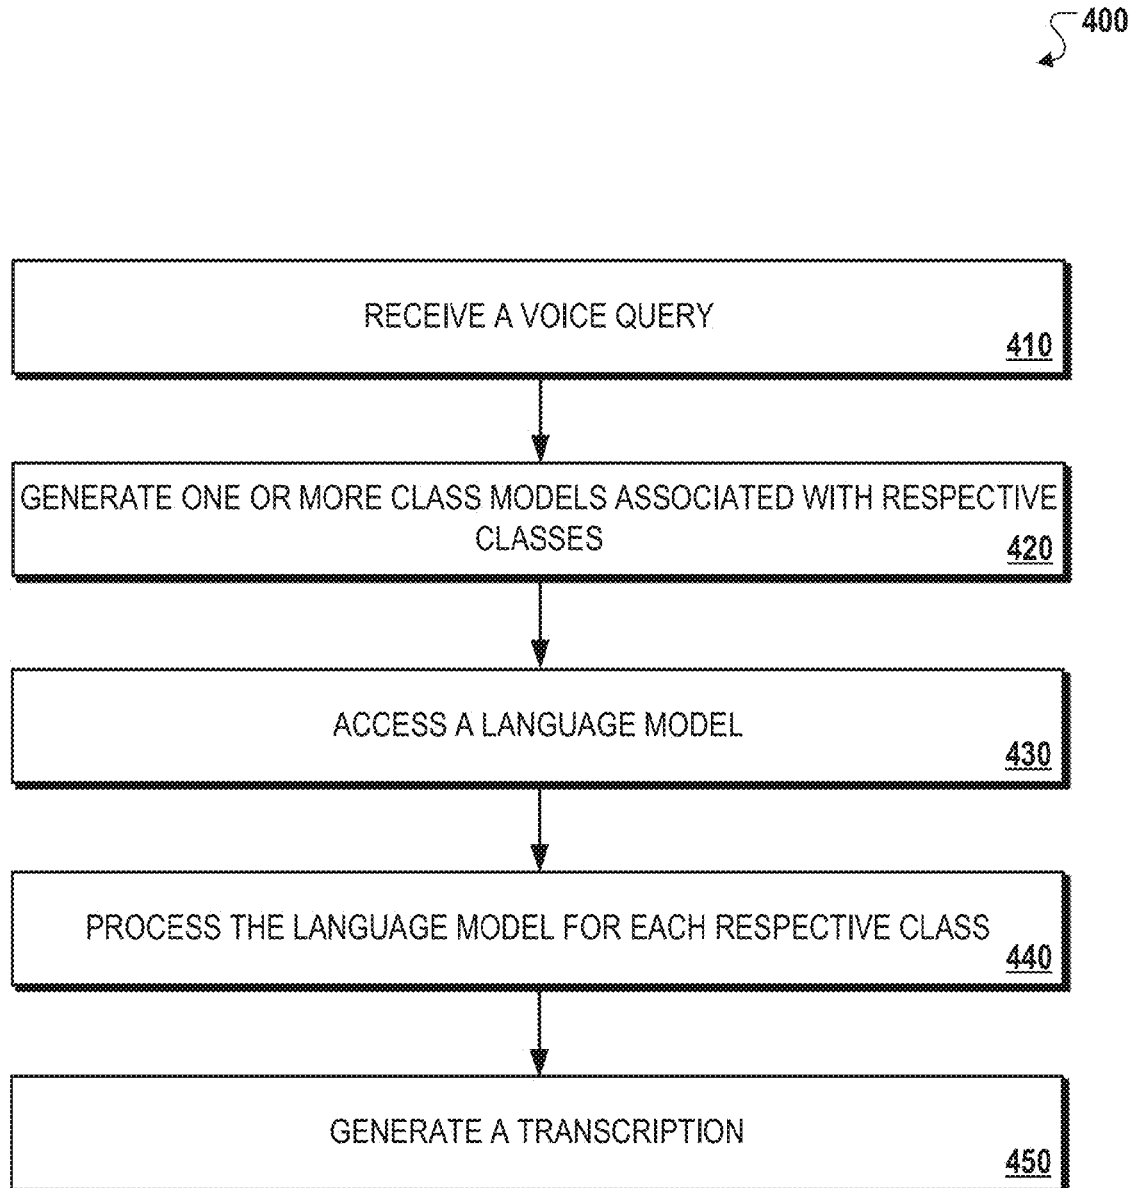 400
RECEIVE A VOICE QUERY
410
GENERATE ONE OR MORE CLASS MODELS ASSOCIATED WITH RESPECTIVE
CLASSES
420
ACCESS A LANGUAGE MODEL
430
PROCESS THE LANGUAGE MODEL FOR EACH RESPECTIVE CLASS
440
GENERATE A TRANSCRIPTION
450